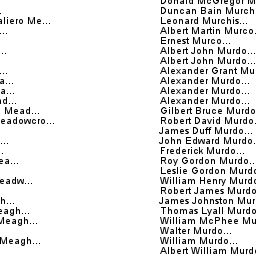 Donald McGregor M
Duncan Bain Murch
aliero Me... Leonard Murchis...
... Albert Martin Murco...
Ernest Murco...
... Albert John Murdo...
Albert John Murdo...
... Alexander Grant Mu
a... Alexander Murdo...
a... Alexander Murdo...
ad... Alexander Murdo...
Mead... Gilbert Bruce Murdo
eadowcro... Robert David Murdo.
James Duff Murdo...
... John Edward Murdo.
. Frederick Murdo...
ea... Roy Gordon Murdo...
Leslie Gordon Murdo
eadw... William Henry Murdo
Robert James Murdo
h... James Johnston Mur
eagh... Thomas Lyall Murdo
Meagh... William McPhee Mu
Walter Murdo...
Meagh... William Murdo...
Albert William Murdo